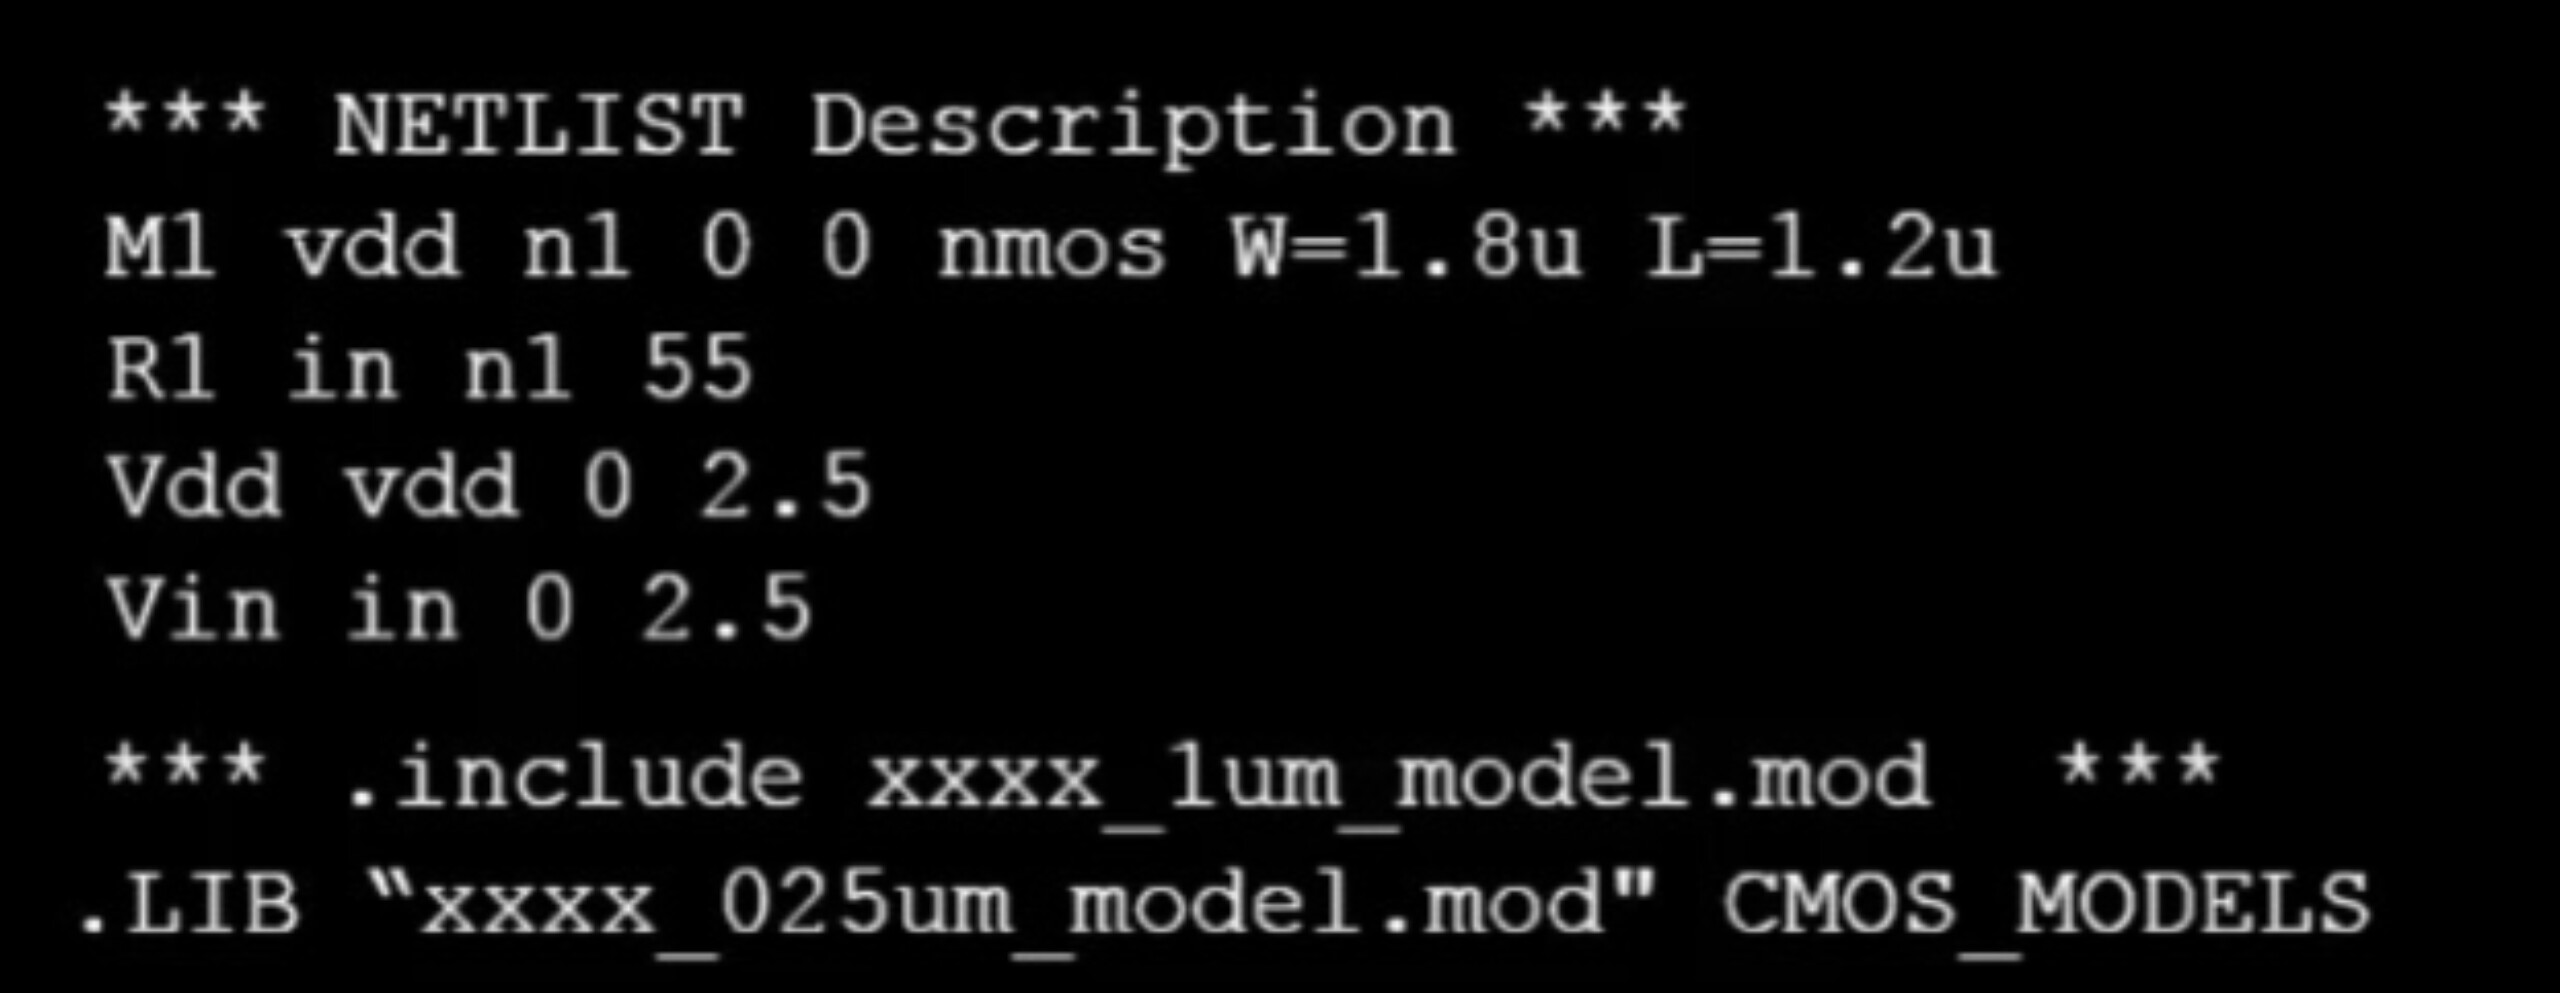 *** NETLIST Description ***
M1 vdd n1 0 0 nmos W=1.8u L=1.2u
R1 in n1 55
Vdd vdd 0 2.5
Vin in 0 2.5
*** .include xxxx_1um_model.mod  ***
.LIB “xxxx_025um_model.mod" CMOS_MODELS